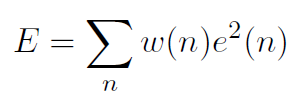 E = \sum_{n} w(n)e^{2}(n)